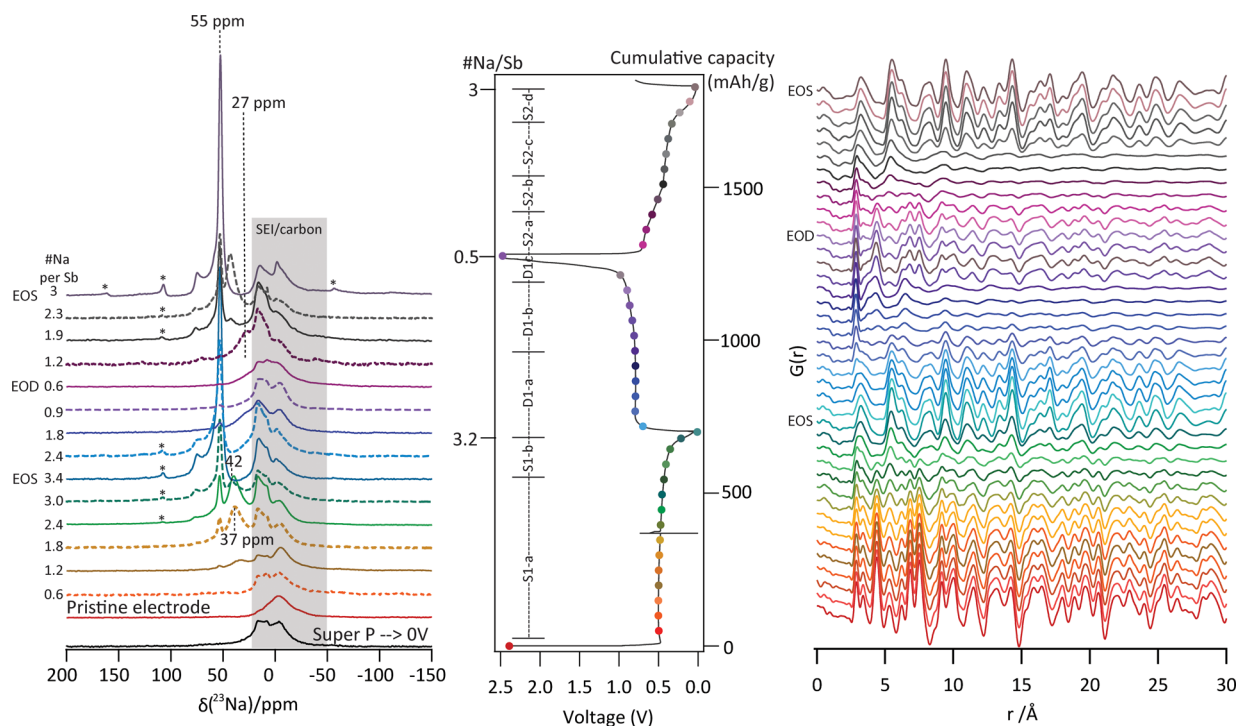 55 ppm
27 ppm
SEI/carbon
#Na
per Sb
EOS 3
*
*
*
2.3
*
1.9
*
1.2
EOD 0.6
0.9
1.8
2.4
*
42
EOS 3.4
*
3.0
*
2.4
*
1.8
37 ppm
1.2
0.6
Pristine electrode
Super P --> 0V
200 150 100 50 0 -50 -100 -150
δ(²³Na)/ppm
#Na/Sb
Cumulative capacity
(mAh/g)
3
S2-d
S2-c
1500
S2-b
S2-a
0.5
D1c
D1-b
1000
D1-a
3.2
S1-b
500
S1-a
0
2.5 2.0 1.5 1.0 0.5 0.0
Voltage (V)
EOS
EOD
G(r)
EOS
0 5 10 15 20 25 30
r /Å